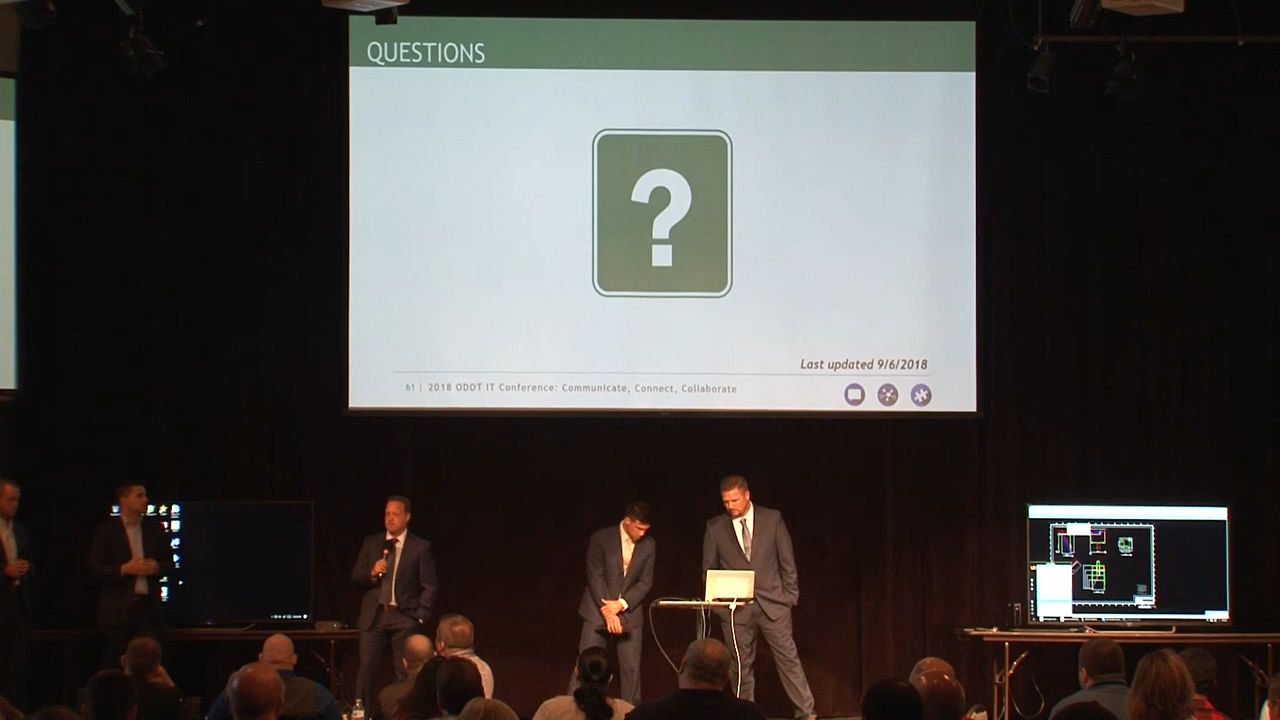 QUESTIONS
?
Last updated 9/6/2018
61 | 2018 ODOT IT Conference: Communicate, Connect, Collaborate